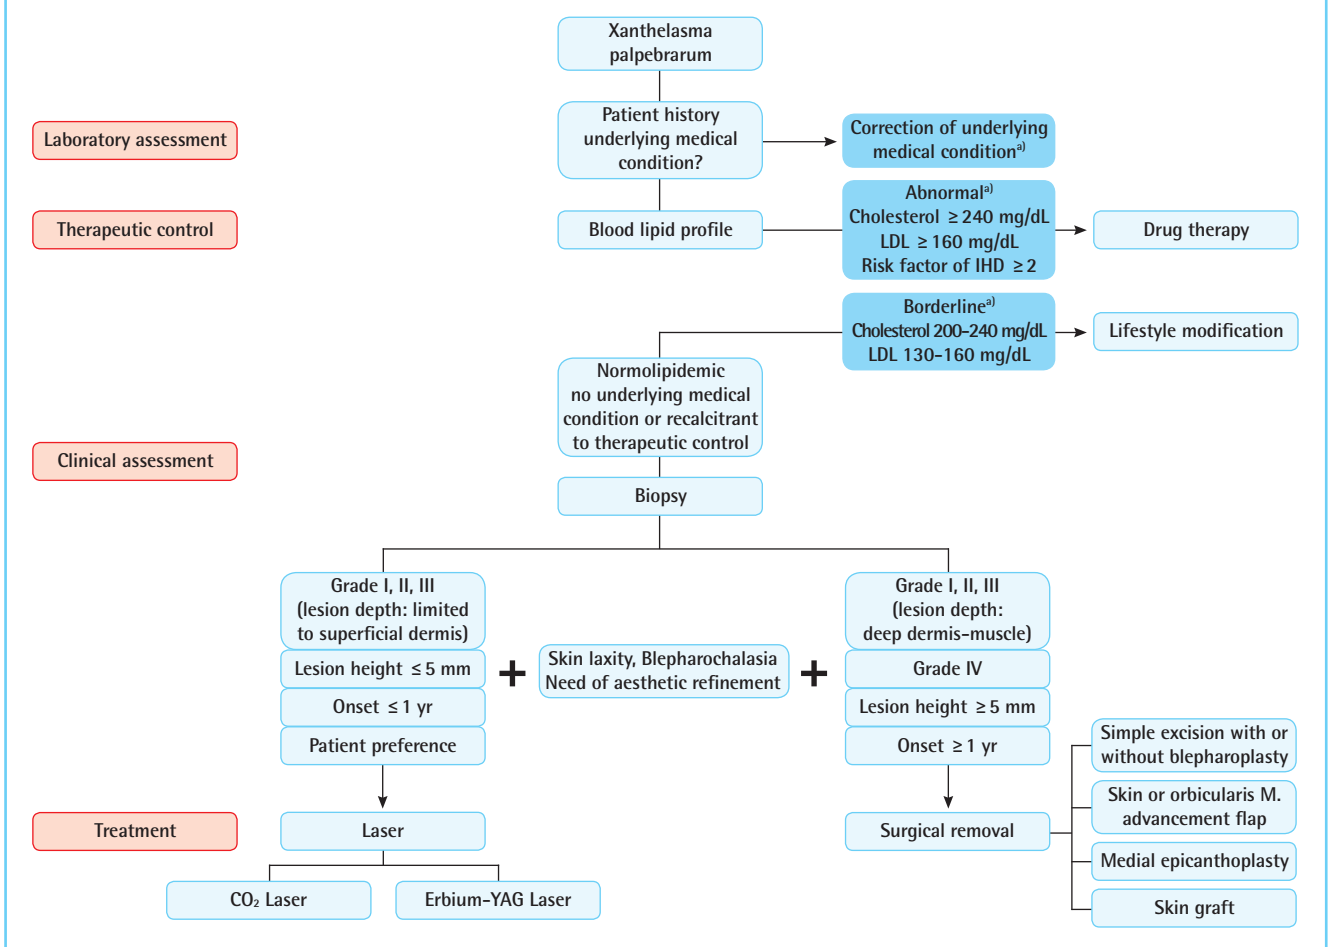 Xanthelasma
palpebrarum
Laboratory assessment
Patient history
underlying medical
condition?
Correction of underlying
medical conditionᵃ⁾
Therapeutic control
Blood lipid profile
Abnormalᵃ⁾
Cholesterol ≥ 240 mg/dL
LDL ≥ 160 mg/dL
Risk factor of IHD ≥ 2
Drug therapy
Borderlineᵃ⁾
Cholesterol 200–240 mg/dL
LDL 130–160 mg/dL
Lifestyle modification
Normolipidemic
no underlying medical
condition or recalcitrant
to therapeutic control
Clinical assessment
Biopsy
Grade I, II, III
(lesion depth: limited
to superficial dermis)
Lesion height ≤ 5 mm
Onset ≤ 1 yr
Patient preference
+
Skin laxity, Blepharochalasia
Need of aesthetic refinement
+
Grade I, II, III
(lesion depth:
deep dermis–muscle)
Grade IV
Lesion height ≥ 5 mm
Onset ≥ 1 yr
Treatment
Laser
CO₂ Laser
Erbium-YAG Laser
Surgical removal
Simple excision with or
without blepharoplasty
Skin or orbicularis M.
advancement flap
Medial epicanthoplasty
Skin graft